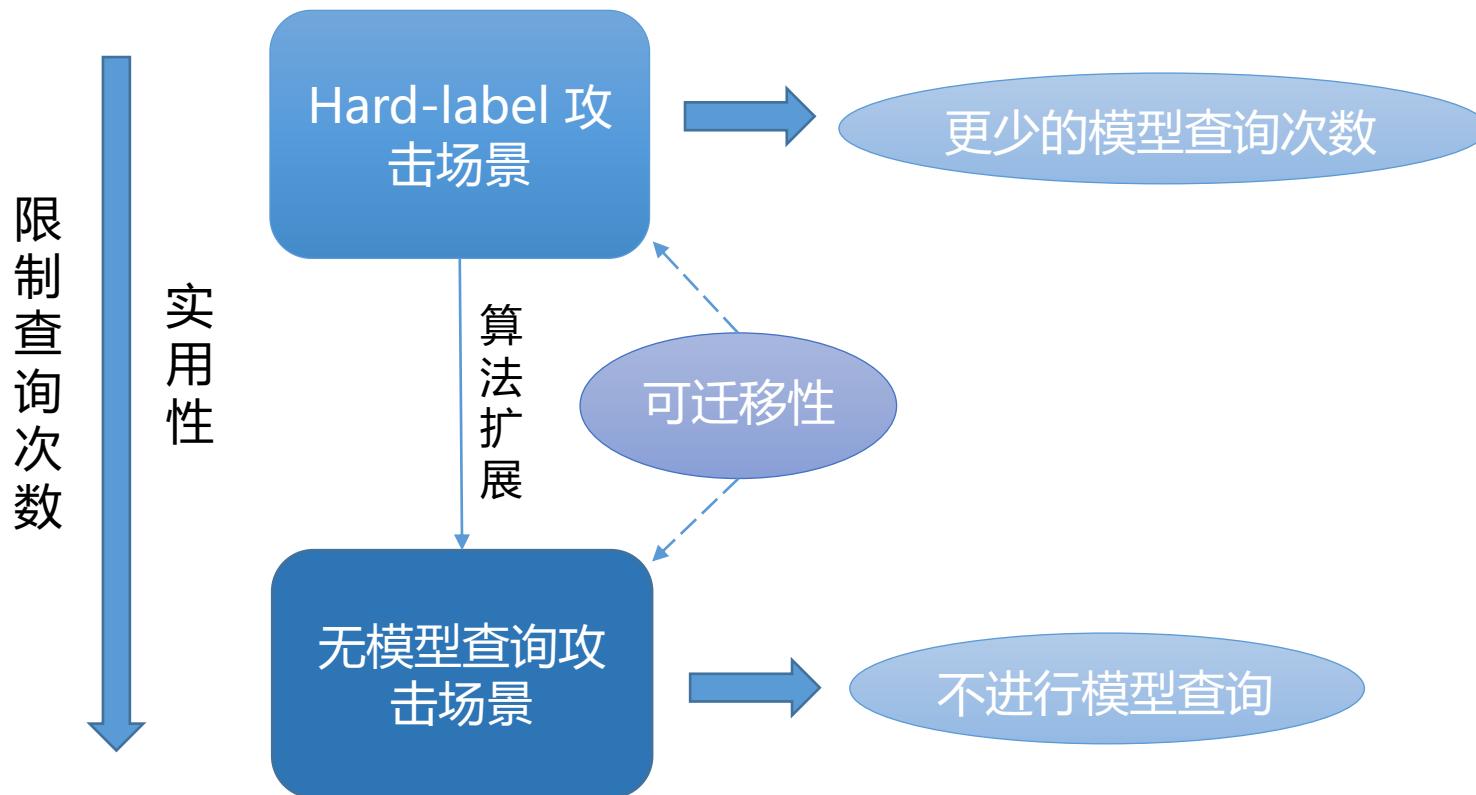 限制查询次数
实用性
Hard-label 攻
击场景
更少的模型查询次数
算法扩展
可迁移性
无模型查询攻
击场景
不进行模型查询